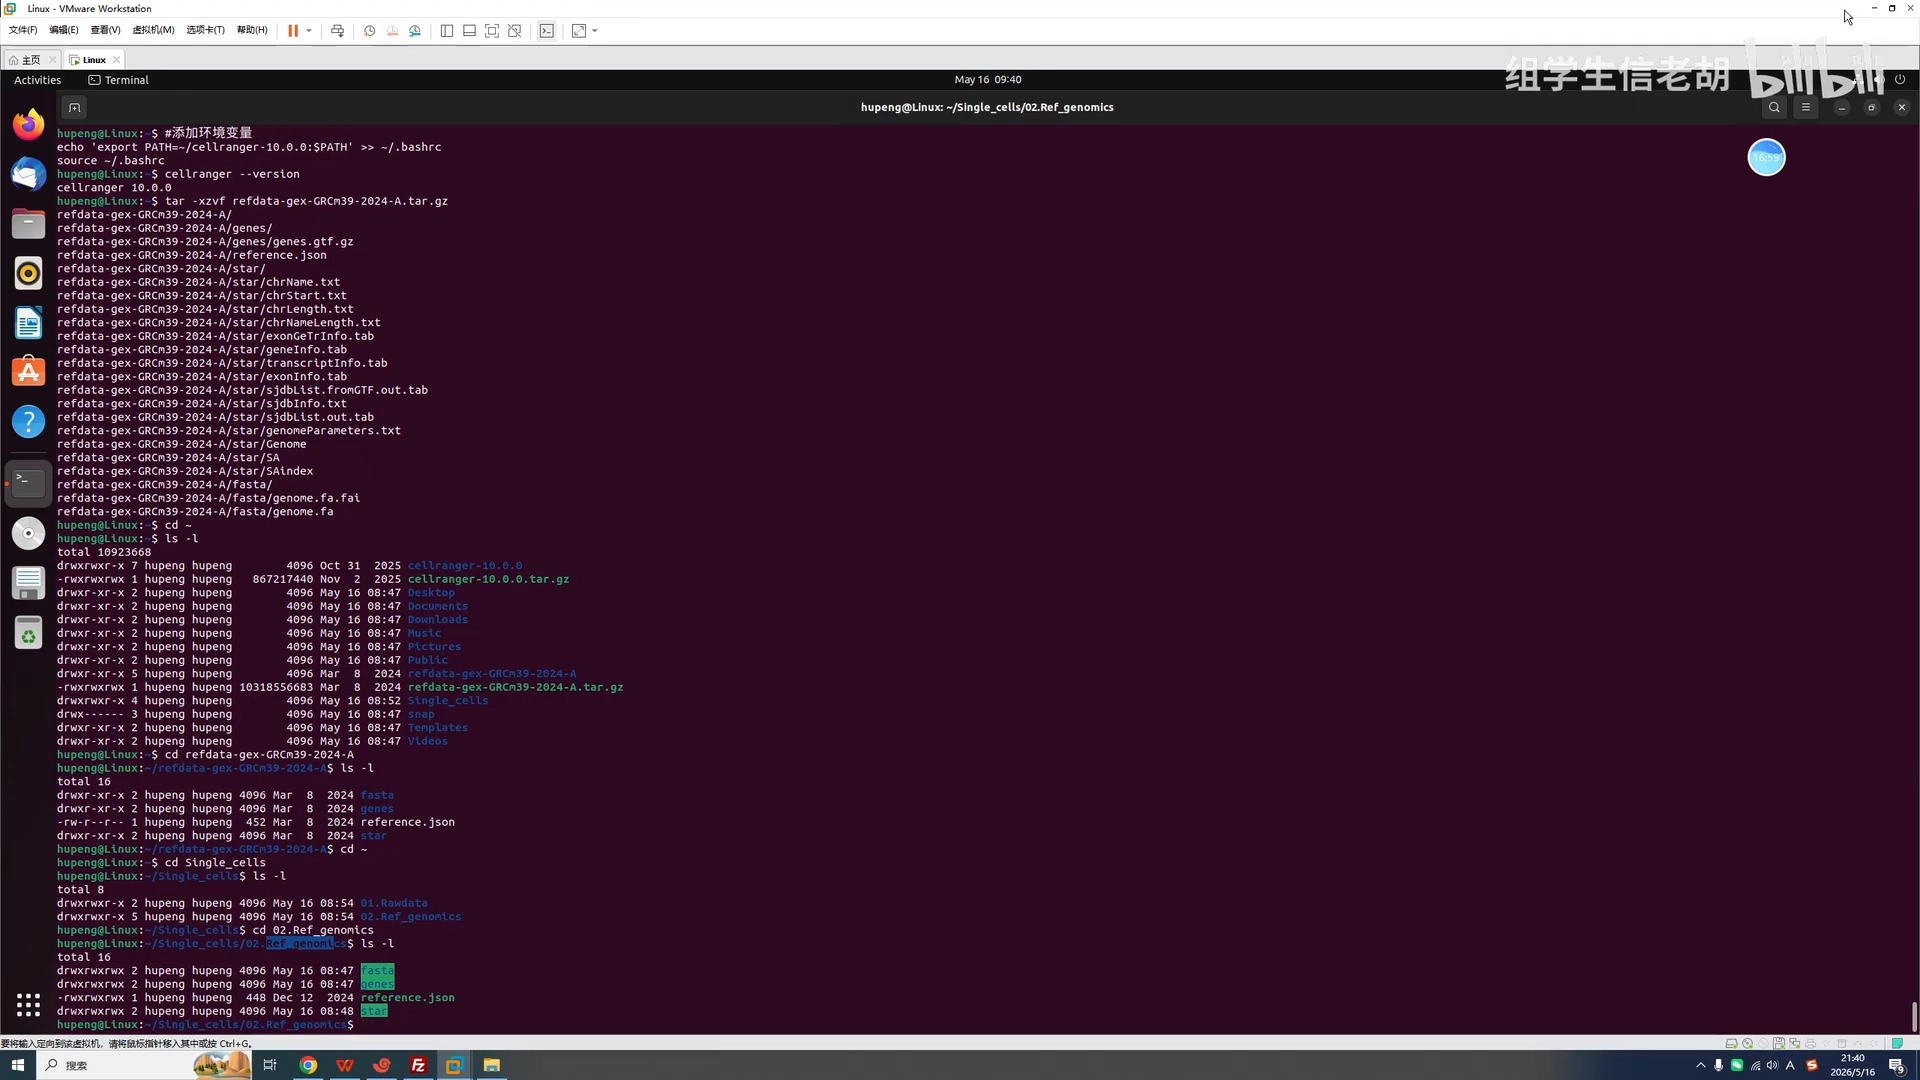 Linux - VMware Workstation
文件(F) 编辑(E) 查看(V) 虚拟机(M) 选项卡(T) 帮助(H)
主页 Linux
Activities Terminal May 16 09:40
组学生信老胡 bilibili
hupeng@Linux: ~/Single_cells/02.Ref_genomics
hupeng@Linux:~$ #添加环境变量
echo 'export PATH=~/cellranger-10.0.0:$PATH' >> ~/.bashrc
source ~/.bashrc
16:59
hupeng@Linux:~$ cellranger --version
cellranger 10.0.0
hupeng@Linux:~$ tar -xzvf refdata-gex-GRCm39-2024-A.tar.gz
refdata-gex-GRCm39-2024-A/
refdata-gex-GRCm39-2024-A/genes/
refdata-gex-GRCm39-2024-A/genes/genes.gtf.gz
refdata-gex-GRCm39-2024-A/reference.json
refdata-gex-GRCm39-2024-A/star/
refdata-gex-GRCm39-2024-A/star/chrName.txt
refdata-gex-GRCm39-2024-A/star/chrStart.txt
refdata-gex-GRCm39-2024-A/star/chrLength.txt
refdata-gex-GRCm39-2024-A/star/chrNameLength.txt
refdata-gex-GRCm39-2024-A/star/exonGeTrInfo.tab
refdata-gex-GRCm39-2024-A/star/geneInfo.tab
refdata-gex-GRCm39-2024-A/star/transcriptInfo.tab
refdata-gex-GRCm39-2024-A/star/exonInfo.tab
refdata-gex-GRCm39-2024-A/star/sjdbList.fromGTF.out.tab
refdata-gex-GRCm39-2024-A/star/sjdbInfo.txt
refdata-gex-GRCm39-2024-A/star/sjdbList.out.tab
refdata-gex-GRCm39-2024-A/star/genomeParameters.txt
refdata-gex-GRCm39-2024-A/star/Genome
refdata-gex-GRCm39-2024-A/star/SA
refdata-gex-GRCm39-2024-A/star/SAindex
refdata-gex-GRCm39-2024-A/fasta/
refdata-gex-GRCm39-2024-A/fasta/genome.fa.fai
refdata-gex-GRCm39-2024-A/fasta/genome.fa
hupeng@Linux:~$ cd ~
hupeng@Linux:~$ ls -l
total 10923668
drwxrwxr-x 7 hupeng hupeng 4096 Oct 31 2025 cellranger-10.0.0
-rwxrwxrwx 1 hupeng hupeng 867217440 Nov 2 2025 cellranger-10.0.0.tar.gz
drwxr-xr-x 2 hupeng hupeng 4096 May 16 08:47 Desktop
drwxr-xr-x 2 hupeng hupeng 4096 May 16 08:47 Documents
drwxr-xr-x 2 hupeng hupeng 4096 May 16 08:47 Downloads
drwxr-xr-x 2 hupeng hupeng 4096 May 16 08:47 Music
drwxr-xr-x 2 hupeng hupeng 4096 May 16 08:47 Pictures
drwxr-xr-x 2 hupeng hupeng 4096 May 16 08:47 Public
drwxr-xr-x 5 hupeng hupeng 4096 Mar 8 2024 refdata-gex-GRCm39-2024-A
-rwxrwxrwx 1 hupeng hupeng 10318556683 Mar 8 2024 refdata-gex-GRCm39-2024-A.tar.gz
drwxrwxr-x 4 hupeng hupeng 4096 May 16 08:52 Single_cells
drwx------ 3 hupeng hupeng 4096 May 16 08:47 snap
drwxr-xr-x 2 hupeng hupeng 4096 May 16 08:47 Templates
drwxr-xr-x 2 hupeng hupeng 4096 May 16 08:47 Videos
hupeng@Linux:~$ cd refdata-gex-GRCm39-2024-A
hupeng@Linux:~/refdata-gex-GRCm39-2024-A$ ls -l
total 16
drwxr-xr-x 2 hupeng hupeng 4096 Mar 8 2024 fasta
drwxr-xr-x 2 hupeng hupeng 4096 Mar 8 2024 genes
-rw-r--r-- 1 hupeng hupeng 452 Mar 8 2024 reference.json
drwxr-xr-x 2 hupeng hupeng 4096 Mar 8 2024 star
hupeng@Linux:~/refdata-gex-GRCm39-2024-A$ cd ~
hupeng@Linux:~$ cd Single_cells
hupeng@Linux:~/Single_cells$ ls -l
total 8
drwxrwxr-x 2 hupeng hupeng 4096 May 16 08:54 01.Rawdata
drwxrwxr-x 5 hupeng hupeng 4096 May 16 08:54 02.Ref_genomics
hupeng@Linux:~/Single_cells$ cd 02.Ref_genomics
hupeng@Linux:~/Single_cells/02.Ref_genomics$ ls -l
total 16
drwxrwxrwx 2 hupeng hupeng 4096 May 16 08:47 fasta
drwxrwxrwx 2 hupeng hupeng 4096 May 16 08:47 genes
-rwxrwxrwx 1 hupeng hupeng 448 Dec 12 2024 reference.json
drwxrwxrwx 2 hupeng hupeng 4096 May 16 08:48 star
hupeng@Linux:~/Single_cells/02.Ref_genomics$
要将输入定向到该虚拟机，请将鼠标指针移入其中或按 Ctrl+G。
搜索
A
21:40
2026/5/16
9